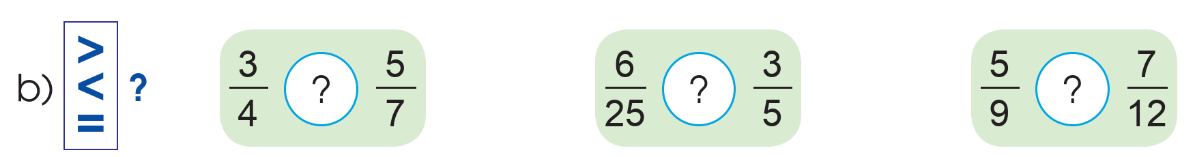 b) > < = ?
3/4 ? 5/7
6/25 ? 3/5
5/9 ? 7/12